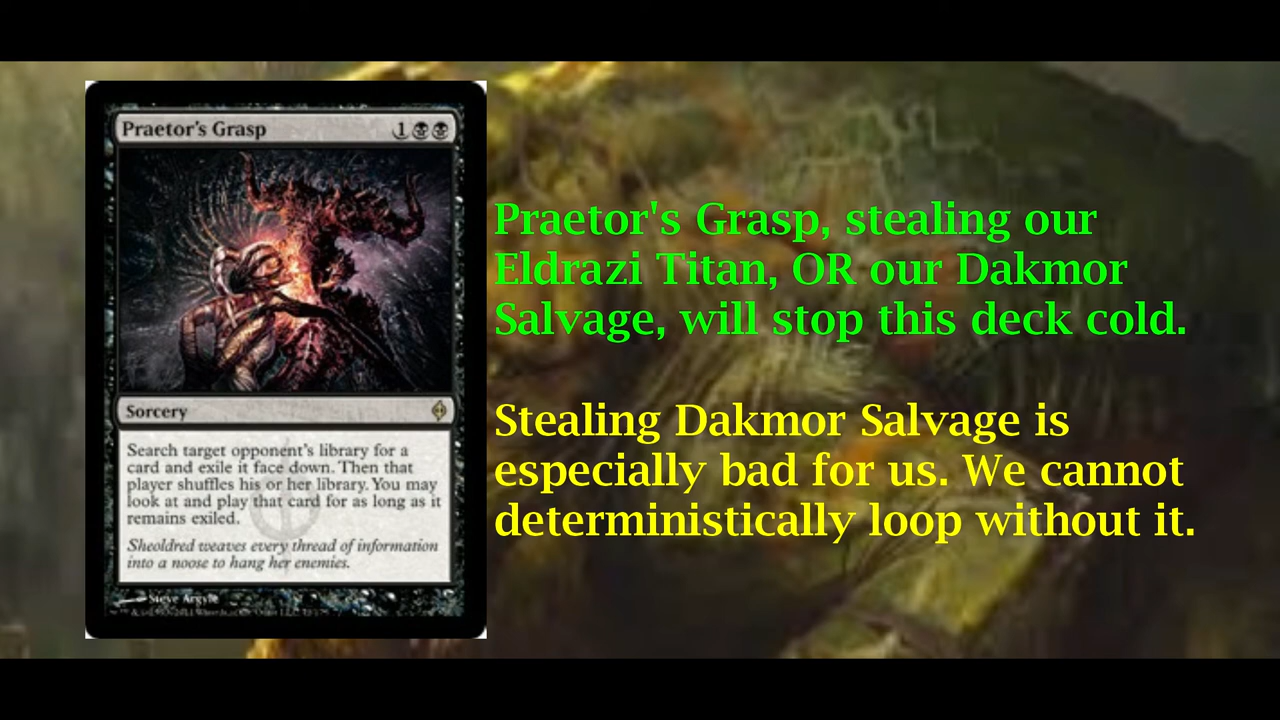 Praetor's Grasp 1
Sorcery
Search target opponent's library for a
card and exile it face down. Then that
player shuffles his or her library. You may
look at and play that card for as long as it
remains exiled.
Sheoldred weaves every thread of information
into a noose to hang her enemies.
Steve Argyle
Praetor's Grasp, stealing our
Eldrazi Titan, OR our Dakmor
Salvage, will stop this deck cold.
Stealing Dakmor Salvage is
especially bad for us. We cannot
deterministically loop without it.